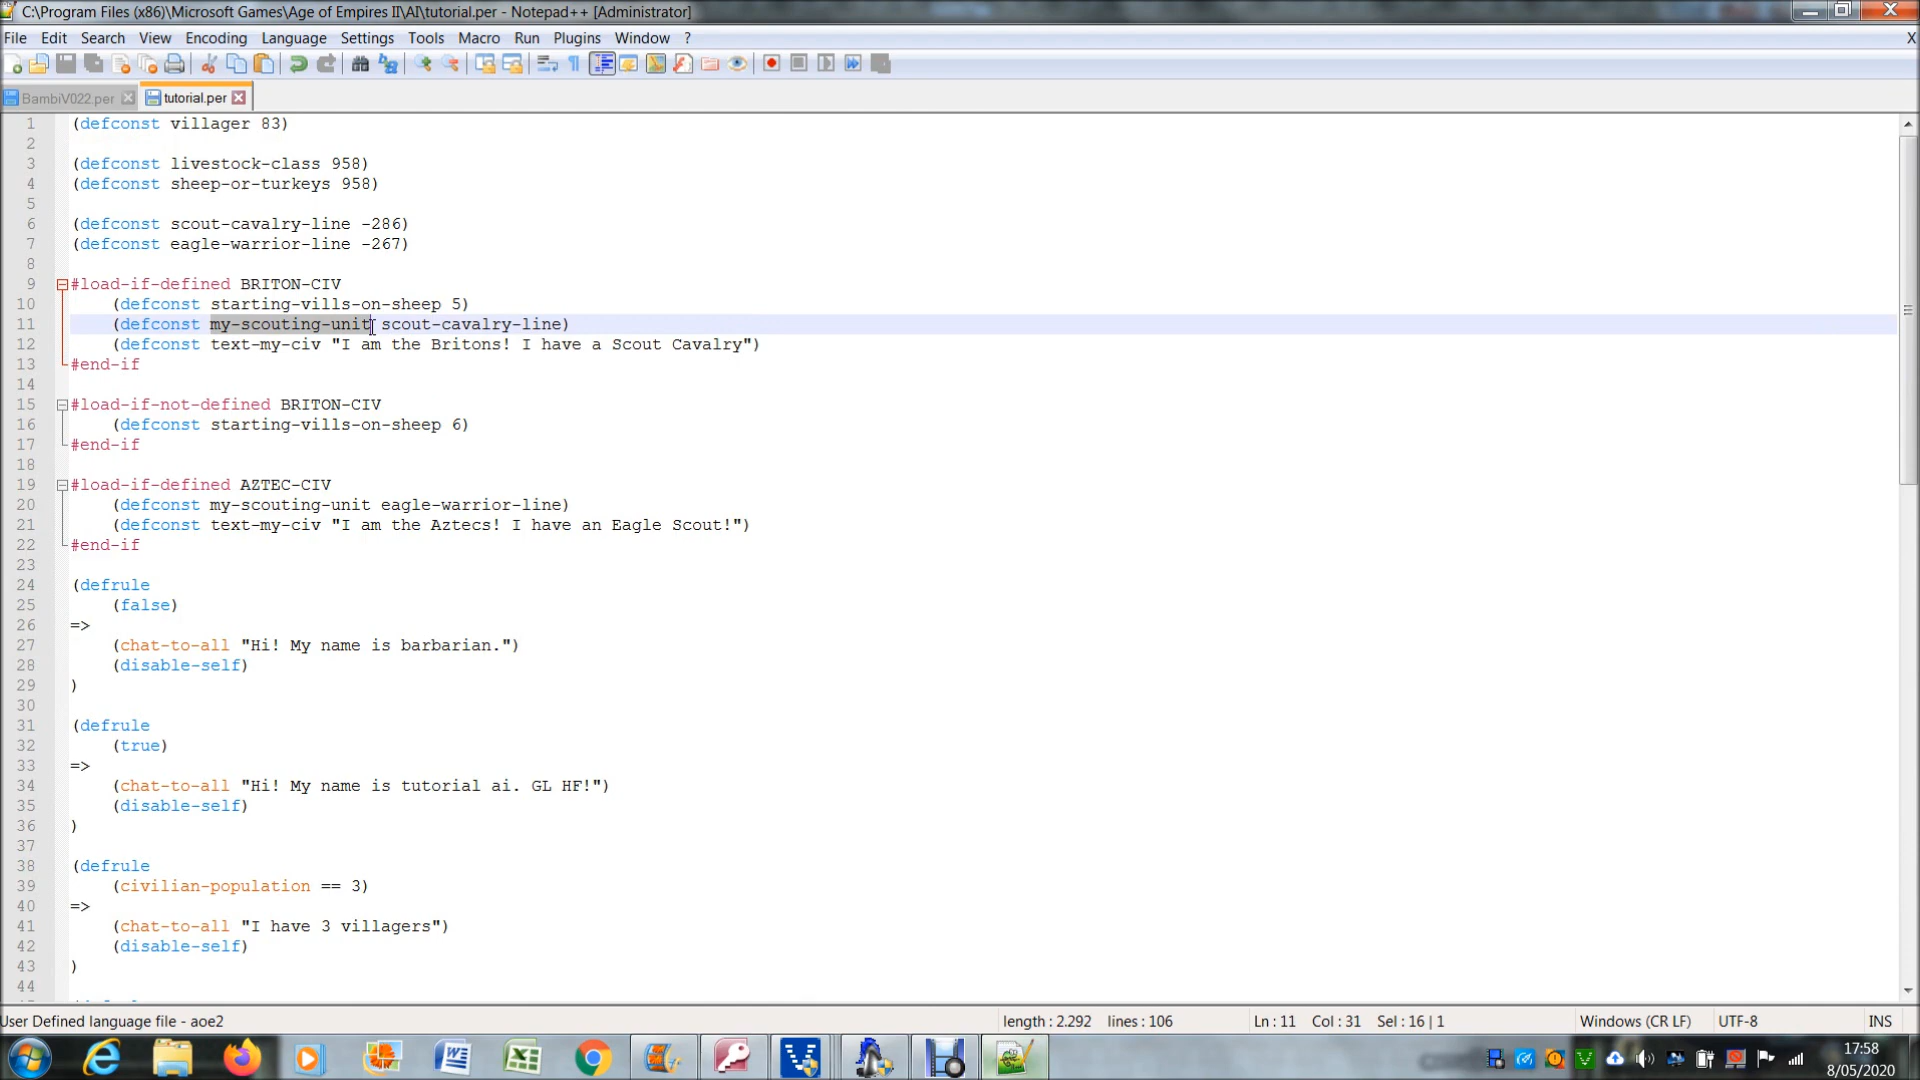 C:\Program Files (x86)\Microsoft Games\Age of Empires II\AI\tutorial.per - Notepad++ [Administrator]
File Edit Search View Encoding Language Settings Tools Macro Run Plugins Window ? X
BambiV022.per tutorial.per
1 (defconst villager 83)
2
3 (defconst livestock-class 958)
4 (defconst sheep-or-turkeys 958)
5
6 (defconst scout-cavalry-line -286)
7 (defconst eagle-warrior-line -267)
8
9 #load-if-defined BRITON-CIV
10 (defconst starting-vills-on-sheep 5)
11 (defconst my-scouting-unit scout-cavalry-line)
12 (defconst text-my-civ "I am the Britons! I have a Scout Cavalry")
13 #end-if
14
15 #load-if-not-defined BRITON-CIV
16 (defconst starting-vills-on-sheep 6)
17 #end-if
18
19 #load-if-defined AZTEC-CIV
20 (defconst my-scouting-unit eagle-warrior-line)
21 (defconst text-my-civ "I am the Aztecs! I have an Eagle Scout!")
22 #end-if
23
24 (defrule
25 (false)
26 =>
27 (chat-to-all "Hi! My name is barbarian.")
28 (disable-self)
29 )
30
31 (defrule
32 (true)
33 =>
34 (chat-to-all "Hi! My name is tutorial ai. GL HF!")
35 (disable-self)
36 )
37
38 (defrule
39 (civilian-population == 3)
40 =>
41 (chat-to-all "I have 3 villagers")
42 (disable-self)
43 )
44
User Defined language file - aoe2 length : 2.292 lines : 106 Ln : 11 Col : 31 Sel : 16 | 1 Windows (CR LF) UTF-8 INS
17:58
8/05/2020